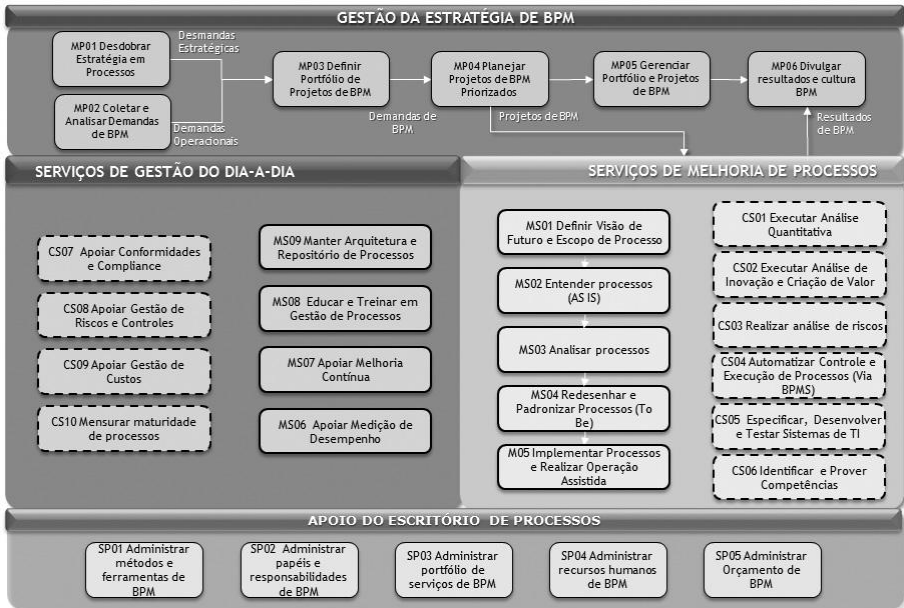 GESTÃO DA ESTRATÉGIA DE BPM
MP01 Desdobrar
Estratégia em
Processos
Desmandas
Estratégicas
MP02 Coletar e
Analisar Demandas
de BPM
Demandas
Operacionais
MP03 Definir
Portfólio de
Projetos de BPM
Demandas de
BPM
MP04 Planejar
Projetos de BPM
Priorizados
Projetos de BPM
MP05 Gerenciar
Portfólio e Projetos
de BPM
MP06 Divulgar
resultados e cultura
BPM
Resultados
de BPM
SERVIÇOS DE GESTÃO DO DIA-A-DIA
CS07 Apoiar Conformidades
e Compliance
CS08 Apoiar Gestão de
Riscos e Controles
CS09 Apoiar Gestão de
Custos
CS10 Mensurar maturidade
de processos
MS09 Manter Arquitetura e
Repositório de Processos
MS08 Educar e Treinar em
Gestão de Processos
MS07 Apoiar Melhoria
Contínua
MS06 Apoiar Medição de
Desempenho
SERVIÇOS DE MELHORIA DE PROCESSOS
MS01 Definir Visão de
Futuro e Escopo de Processo
MS02 Entender processos
(AS IS)
MS03 Analisar processos
MS04 Redesenhar e
Padronizar Processos (To
Be)
M05 Implementar Processos
e Realizar Operação
Assistida
CS01 Executar Análise
Quantitativa
CS02 Executar Análise de
Inovação e Criação de Valor
CS03 Realizar análise de riscos
CS04 Automatizar Controle e
Execução de Processos (Via
BPMS)
CS05 Especificar, Desenvolver
e Testar Sistemas de TI
CS06 Identificar e Prover
Competências
APOIO DO ESCRITÓRIO DE PROCESSOS
SP01 Administrar
métodos e
ferramentas de
BPM
SP02 Administrar
papéis e
responsabilidades
de BPM
SP03 Administrar
portfólio de
serviços de BPM
SP04 Administrar
recursos humanos
de BPM
SP05 Administrar
Orçamento de
BPM